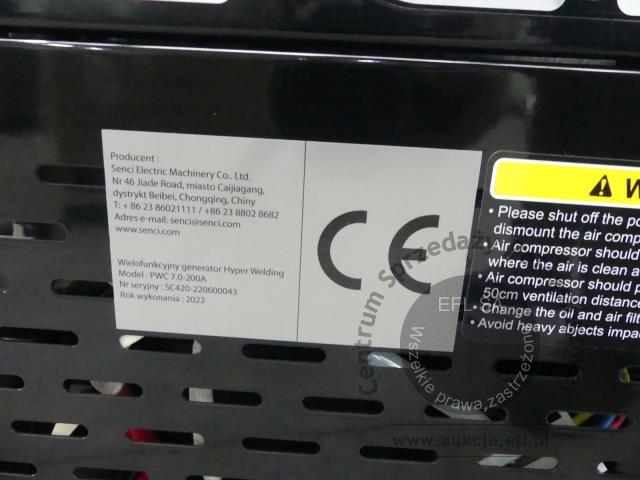 Producent :
Senci Electric Machinery Co.. Ltd.
Nr 46 Jiade Road, miasto Caijiagang,
dystrykt Beibei, Chongqing, Chiny
T: + 86 23 86021111 / +86 23 8802 8682
Adres e-mail: senci@senci.com
www.senci.com
Wielofunkcyjny generator Hyper Welding
Model : PWC 7.0-200A
Nr seryjny : SC420-220600043
Rok wykonania : 2022
CE
• Please shut off the po
dismount the air comp
• Air compressor should
where the air is clean a
• Air compressor should p
50cm ventilation distanc
• Change the oil and air filt
• Avoid heavy abjects impa
Centrum Sprzedaży
EFL SA
Wszelkie prawa zastrzeżone
www.aukcje.efl.pl